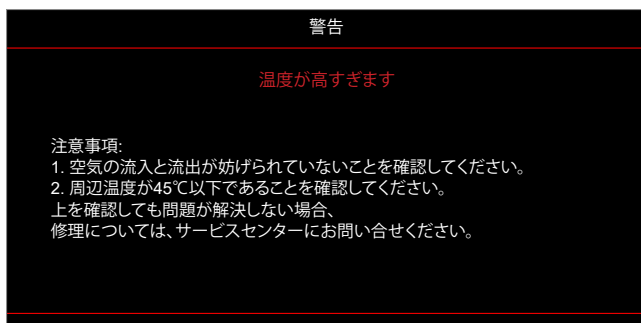 警告
温度が高すぎます
注意事項:
1. 空気の流入と流出が妨げられていないことを確認してください。
2. 周辺温度が45℃以下であることを確認してください。
上を確認しても問題が解決しない場合、
修理については、サービスセンターにお問い合せください。